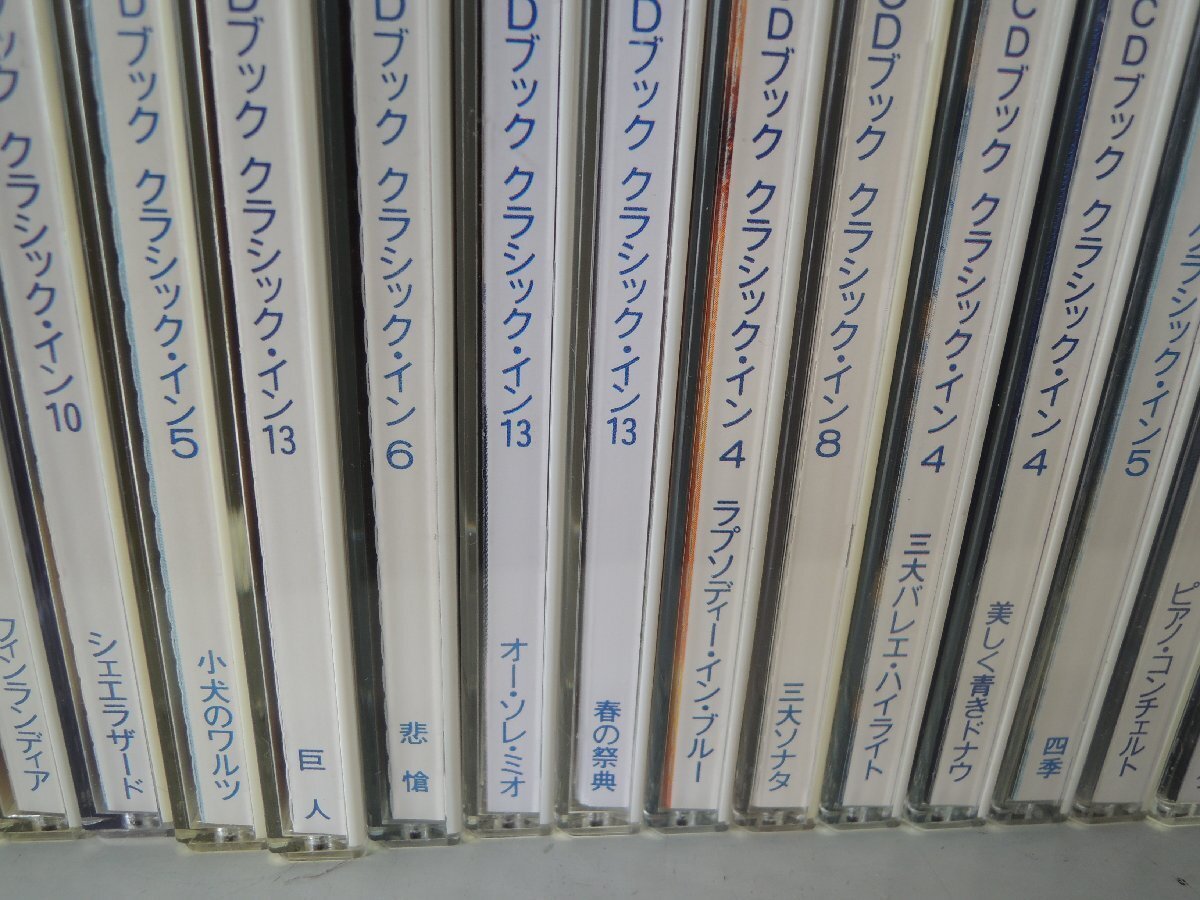 ック
フィンランディア
クラシック・イン10
シェエラザード
Dブック クラシック・イン5
小犬のワルツ
Dブック クラシック・イン13
巨人
Dブック クラシック・イン6
悲愴
Dブック クラシック・イン13
オー・ソレ・ミオ
Dブック クラシック・イン13
春の祭典
Dブック クラシック・イン4
ラプソディー・イン・ブルー
CDブック クラシック・イン8
三大ソナタ
CDブック クラシック・イン4
三大バレエ・ハイライト
CDブック クラシック・イン4
美しく青きドナウ
CDブック クラシック・イン4
四季
クラシック・イン5
ピアノ・コンチェルト